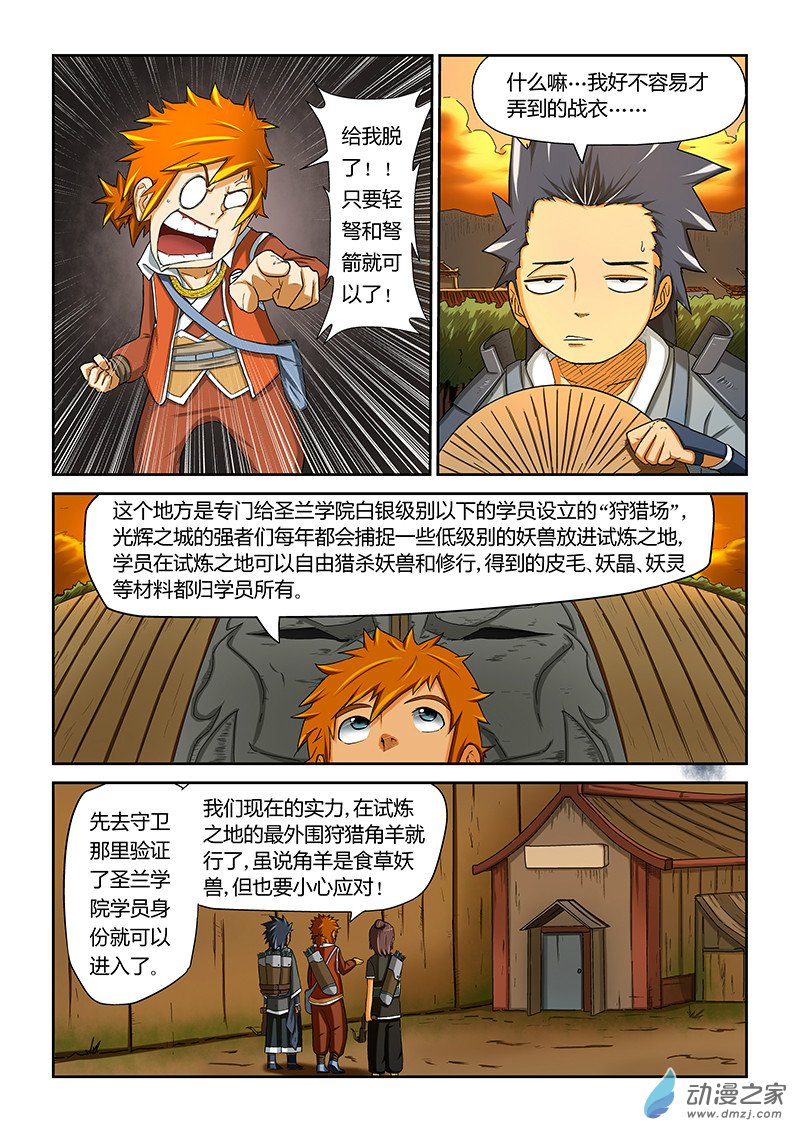 给我脱
了！！
只要轻
弩和弩
箭就可
以了！
什么嘛…我好不容易才
弄到的战衣……
这个地方是专门给圣兰学院白银级别以下的学员设立的“狩猎场”，
光辉之城的强者们每年都会捕捉一些低级别的妖兽放进试炼之地，
学员在试炼之地可以自由猎杀妖兽和修行，得到的皮毛、妖晶、妖灵
等材料都归学员所有。
先去守卫
那里验证
了圣兰学
院学员身
份就可以
进入了。
我们现在的实力，在试炼
之地的最外围狩猎角羊就
行了，虽说角羊是食草妖
兽，但也要小心应对！
动漫之家
www.dmzj.com